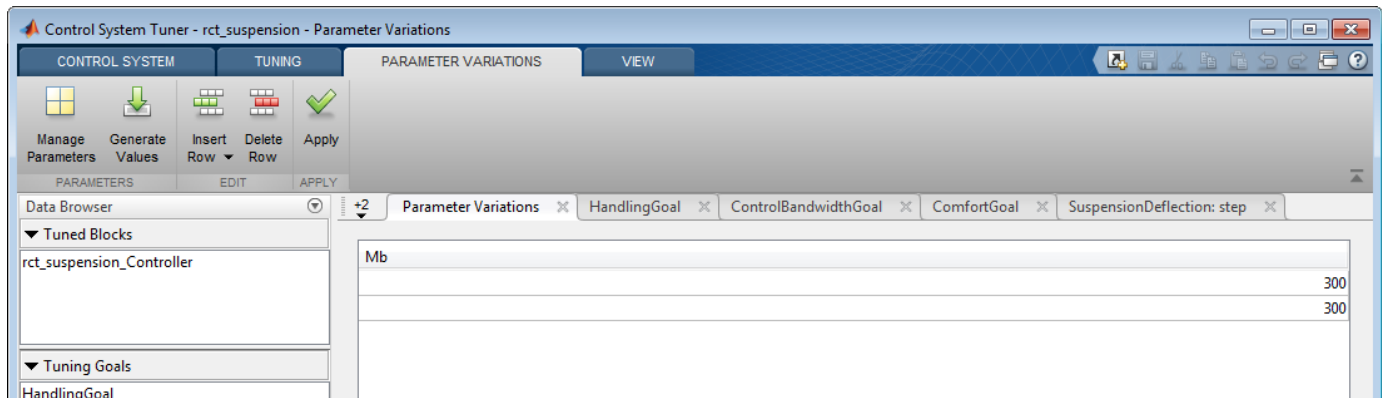 Control System Tuner - rct_suspension - Parameter Variations
CONTROL SYSTEM TUNING PARAMETER VARIATIONS VIEW
Manage Parameters
Generate Values
Insert Row
Delete Row
Apply
PARAMETERS EDIT APPLY
Data Browser
+2 Parameter Variations HandlingGoal ControlBandwidthGoal ComfortGoal SuspensionDeflection: step
Tuned Blocks
rct_suspension_Controller
Mb
300
300
Tuning Goals
HandlingGoal